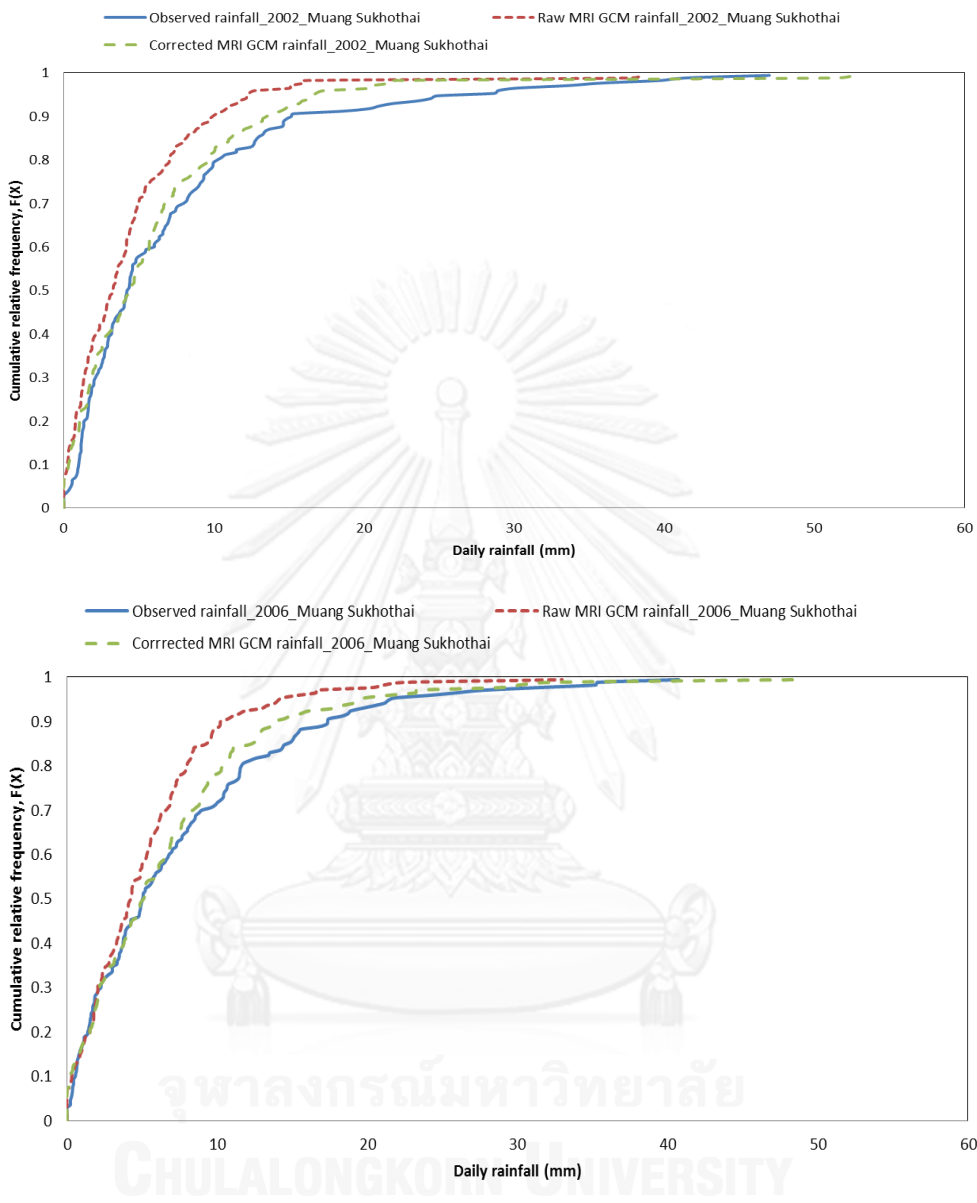 Observed rainfall_2002_Muang Sukhothai
Raw MRI GCM rainfall_2002_Muang Sukhothai
Corrected MRI GCM rainfall_2002_Muang Sukhothai
Cumulative relative frequency, F(X)
1
0.9
0.8
0.7
0.6
0.5
0.4
0.3
0.2
0.1
0
0 10 20 30 40 50 60
Daily rainfall (mm)
Observed rainfall_2006_Muang Sukhothai
Raw MRI GCM rainfall_2006_Muang Sukhothai
Corrrected MRI GCM rainfall_2006_Muang Sukhothai
Cumulative relative frequency, F(X)
1
0.9
0.8
0.7
0.6
0.5
0.4
0.3
0.2
0.1
0
0 10 20 30 40 50 60
Daily rainfall (mm)
จุฬาลงกรณ์มหาวิทยาลัย
CHULALONGKORN UNIVERSITY